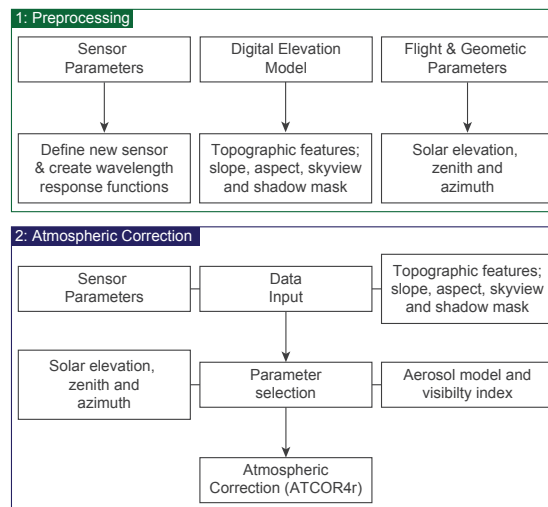 1: Preprocessing
Sensor
Parameters
Digital Elevation
Model
Flight & Geometic
Parameters
Define new sensor
& create wavelength
response functions
Topographic features;
slope, aspect, skyview
and shadow mask
Solar elevation,
zenith and
azimuth
2: Atmospheric Correction
Sensor
Parameters
Data
Input
Topographic features;
slope, aspect, skyview
and shadow mask
Solar elevation,
zenith and
azimuth
Parameter
selection
Aerosol model and
visibilty index
Atmospheric
Correction (ATCOR4r)